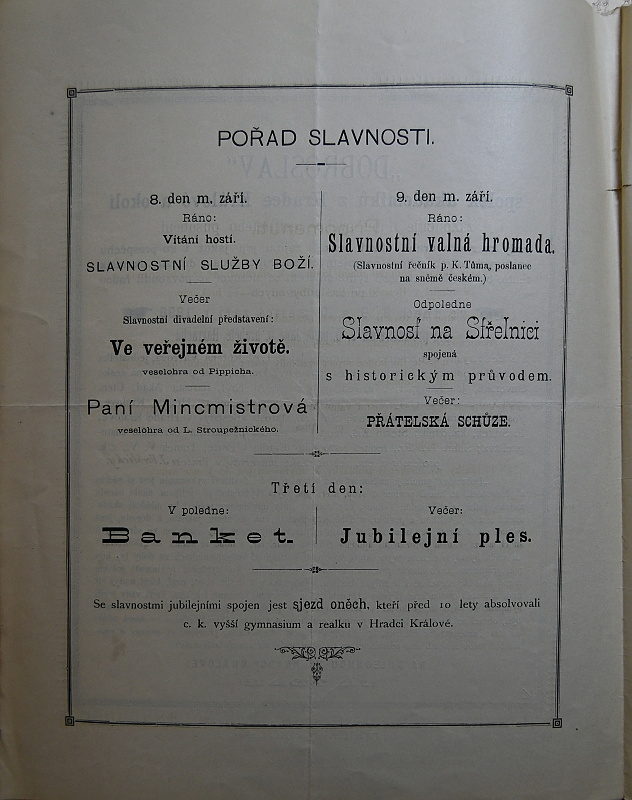 POŘAD SLAVNOSTI.
8. den m. září.
Ráno:
Vítání hostí.
SLAVNOSTNÍ SLUŽBY BOŽÍ.
Večer
Slavnostní divadelní představení:
Ve veřejném životě.
veselohra od Pippicha.
Paní Mincmistrová
veselohra od L. Stroupežnického.
9. den m. září.
Ráno:
Slavnostní valná hromada.
(Slavnostní řečník p. K. Tůma, poslanec
na sněmě českém.)
Odpoledne
Slavnosť na Střelnici
spojená
s historickým průvodem.
Večer:
PŘÁTELSKÁ SCHŮZE.
Třetí den:
V poledne:
Banket.
Večer:
Jubilejní ples.
Se slavnostmi jubilejními spojen jest sjezd oněch, kteří před 10 lety absolvovali
c. k. vyšší gymnasium a realku v Hradci Králové.